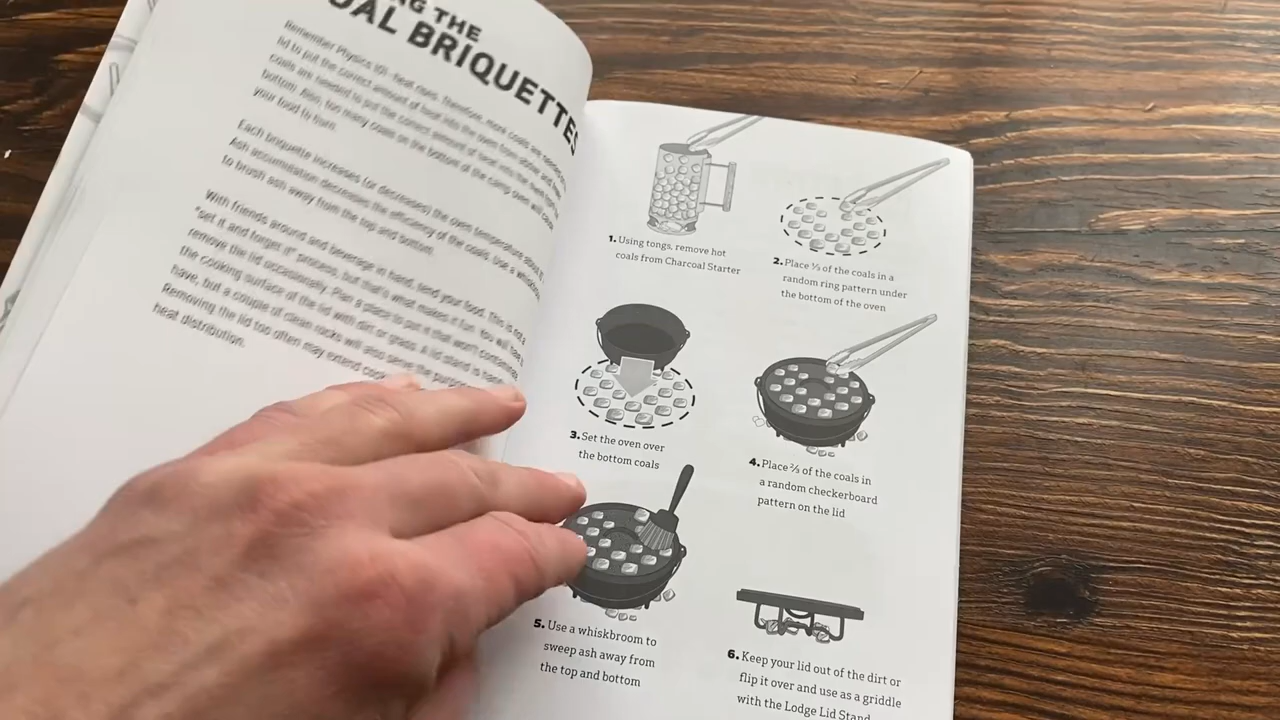 NG THE
OAL BRIQUETTES
Remember Physics 101- heat rises. Therefore, more coals are needed
lid to put the correct amount of heat into the oven from above and
coals are needed to put the correct amount of heat into the
bottom. Also, too many coals on the bottom of the camp oven will cause
your food to burn.
Each briquette increases (or decreases) the oven temperature about
Ash accumulation decreases the efficiency of the coals. Use a
to brush ash away from the top and bottom.
With friends around and beverage in hand, tend your food. This is not a
"set it and forget it" process, but that's what makes it fun. You will
remove the lid occasionally. Plan a place to put it that won't contaminate
the cooking surface of the lid with dirt or grass. A lid stand is
have, but a couple of clean rocks will also serve the purpose.
Removing the lid too often may extend
heat distribution.
1. Using tongs, remove hot
coals from Charcoal Starter
2. Place ⅓ of the coals in a
random ring pattern under
the bottom of the oven
3. Set the oven over
the bottom coals
4. Place ⅔ of the coals in
a random checkerboard
pattern on the lid
5. Use a whiskbroom to
sweep ash away from
the top and bottom
6. Keep your lid out of the dirt or
flip it over and use as a griddle
with the Lodge Lid Stand